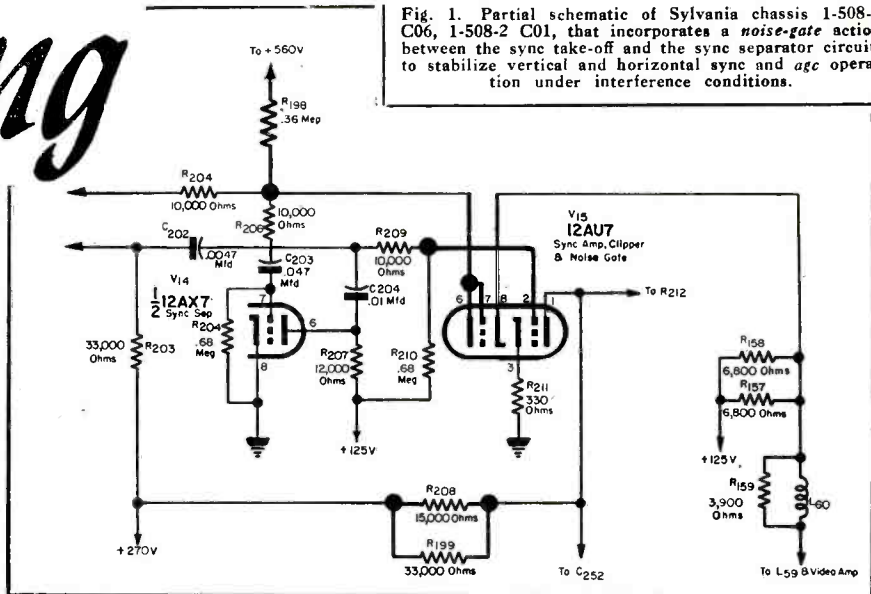 ng
Fig. 1. Partial schematic of Sylvania chassis 1-508-
C06, 1-508-2 C01, that incorporates a noise-gate actio
between the sync take-off and the sync separator circui
to stabilize vertical and horizontal sync and agc opera
tion under interference conditions.
To + 560V
R198
.36 Meg
R204
10,000 Ohms
R206
10,000
Ohms
C202
.0047
Mfd
C203
.047
Mfd
R209
10,000
Ohms
C204
.01 Mfd
V15
12AU7
Sync Amp, Clipper
& Noise Gate
V14
1/2 12AX7
Sync Sep
7
6
8
6
7
8
2
1
3
To R212
R204
.68
Meg
33,000
Ohms
R203
R207
12,000
Ohms
R210
.68
Meg
R211
330
Ohms
R158
6,800 Ohms
R157
6,800 Ohms
+125V
+125V
R159
3,900
Ohms
L60
R208
15,000 Ohms
R199
33,000 Ohms
+270V
To C252
To L59 & Video Amp